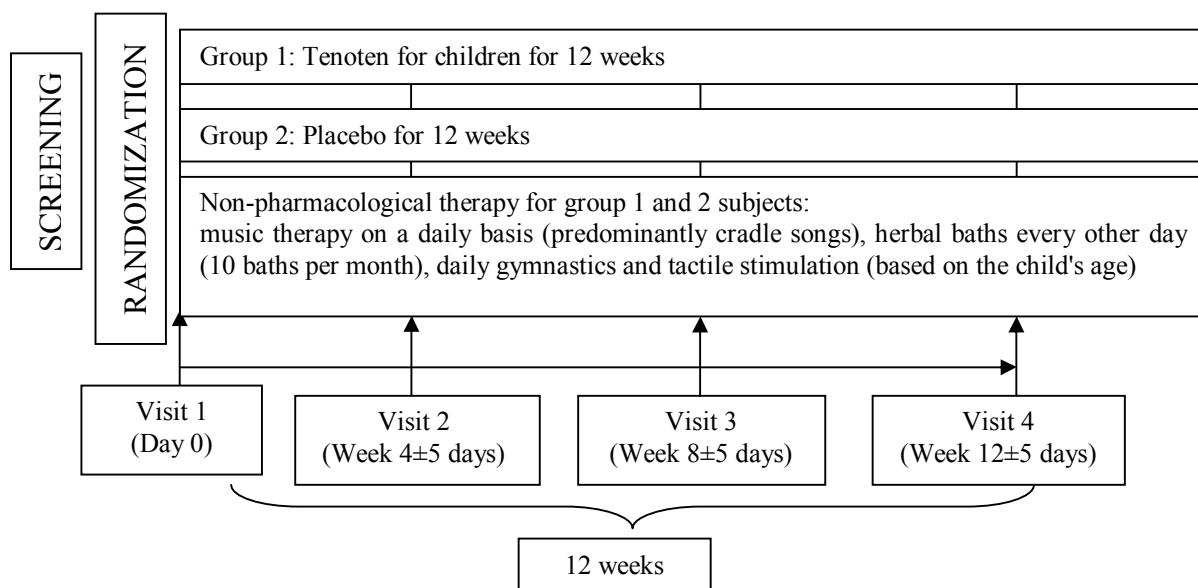 SCREENING
RANDOMIZATION
Group 1: Tenoten for children for 12 weeks
Group 2: Placebo for 12 weeks
Non-pharmacological therapy for group 1 and 2 subjects:
music therapy on a daily basis (predominantly cradle songs), herbal baths every other day
(10 baths per month), daily gymnastics and tactile stimulation (based on the child's age)
Visit 1
(Day 0)
Visit 2
(Week 4±5 days)
Visit 3
(Week 8±5 days)
Visit 4
(Week 12±5 days)
12 weeks